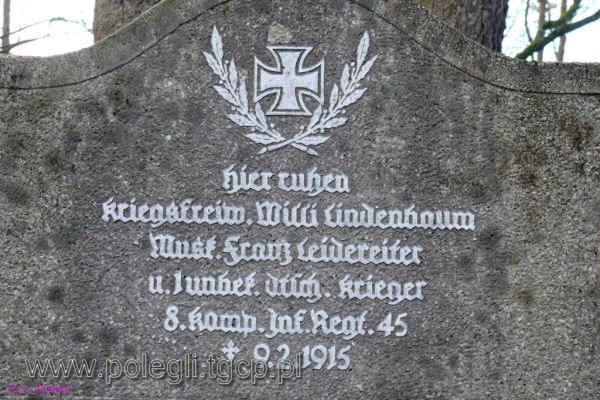 hier ruhen
kriegsfreiw. Willi Lindenbaum
Musk. Franz Leidereiter
u. 1 unbek. dtsch. krieger
8. komp. Inf. Regt. 45
✝ 9.2.1915
www.polegli.tgcp.pl